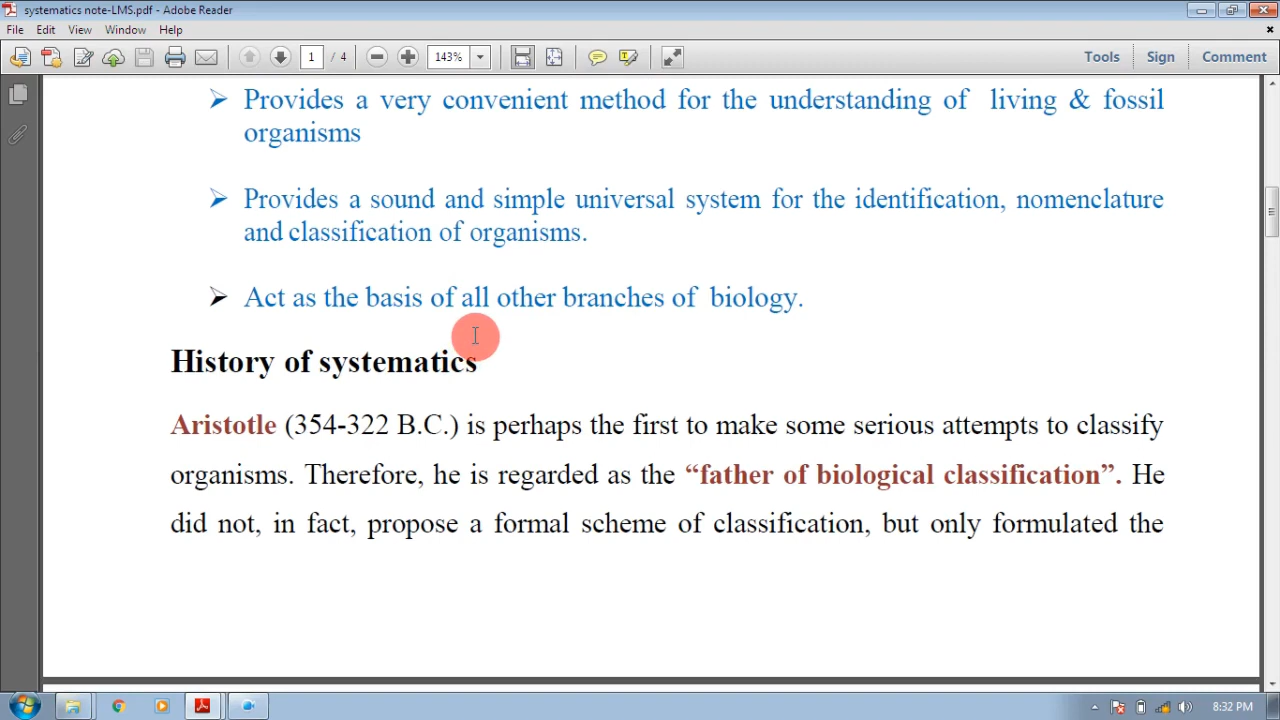 systematics note-LMS.pdf - Adobe Reader
File Edit View Window Help
1 / 4 143% Tools Sign Comment
Provides a very convenient method for the understanding of living & fossil
organisms
Provides a sound and simple universal system for the identification, nomenclature
and classification of organisms.
Act as the basis of all other branches of biology.
History of systematics
Aristotle (354-322 B.C.) is perhaps the first to make some serious attempts to classify
organisms. Therefore, he is regarded as the “father of biological classification”. He
did not, in fact, propose a formal scheme of classification, but only formulated the
8:32 PM